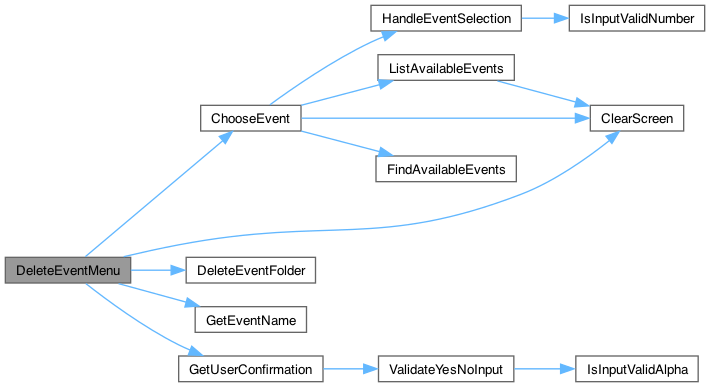 HandleEventSelection
IsInputValidNumber
ListAvailableEvents
ChooseEvent
ClearScreen
FindAvailableEvents
DeleteEventMenu
DeleteEventFolder
GetEventName
GetUserConfirmation
ValidateYesNoInput
IsInputValidAlpha